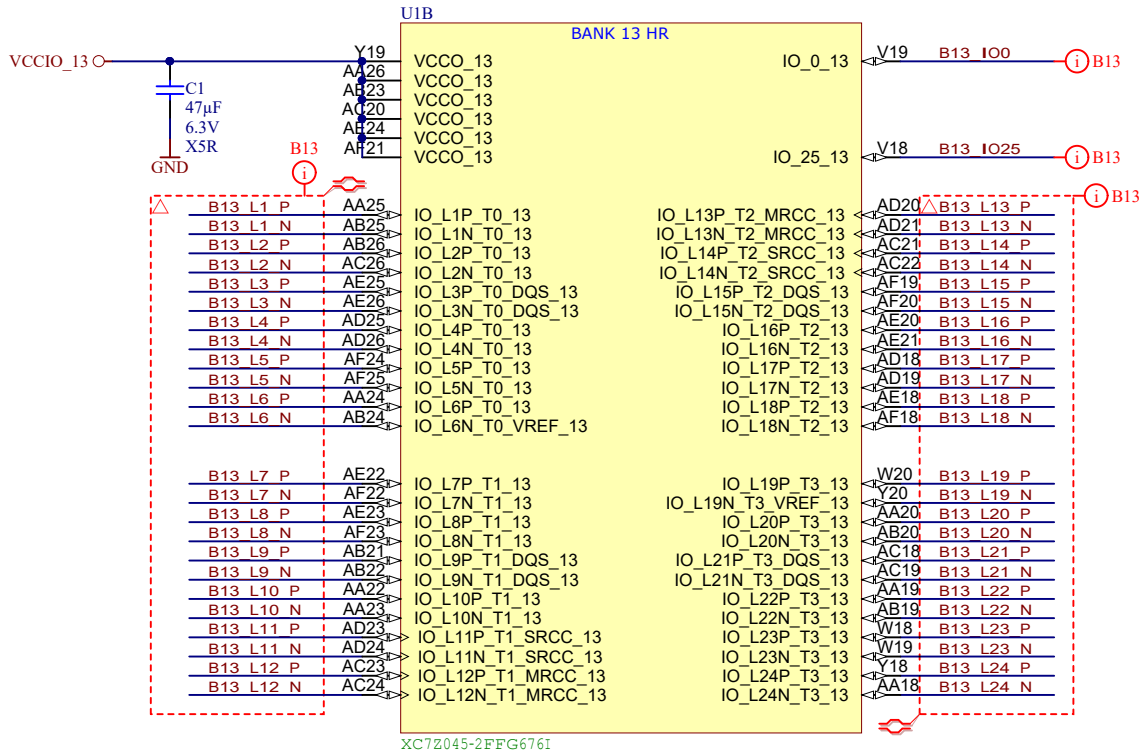 U1B
BANK 13 HR
VCCIO_13
Y19 VCCO_13
AA26 VCCO_13
AB23 VCCO_13
AC20 VCCO_13
AE24 VCCO_13
AF21 VCCO_13
IO_0_13 V19 B13_IO0 i B13
IO_25_13 V18 B13_IO25 i B13
C1
47µF
6.3V
X5R
GND
B13
i
i B13
B13_L1_P AA25 IO_L1P_T0_13
B13_L1_N AB25 IO_L1N_T0_13
B13_L2_P AB26 IO_L2P_T0_13
B13_L2_N AC26 IO_L2N_T0_13
B13_L3_P AE25 IO_L3P_T0_DQS_13
B13_L3_N AE26 IO_L3N_T0_DQS_13
B13_L4_P AD25 IO_L4P_T0_13
B13_L4_N AD26 IO_L4N_T0_13
B13_L5_P AF24 IO_L5P_T0_13
B13_L5_N AF25 IO_L5N_T0_13
B13_L6_P AA24 IO_L6P_T0_13
B13_L6_N AB24 IO_L6N_T0_VREF_13
B13_L7_P AE22 IO_L7P_T1_13
B13_L7_N AF22 IO_L7N_T1_13
B13_L8_P AE23 IO_L8P_T1_13
B13_L8_N AF23 IO_L8N_T1_13
B13_L9_P AB21 IO_L9P_T1_DQS_13
B13_L9_N AB22 IO_L9N_T1_DQS_13
B13_L10_P AA22 IO_L10P_T1_13
B13_L10_N AA23 IO_L10N_T1_13
B13_L11_P AD23 IO_L11P_T1_SRCC_13
B13_L11_N AD24 IO_L11N_T1_SRCC_13
B13_L12_P AC23 IO_L12P_T1_MRCC_13
B13_L12_N AC24 IO_L12N_T1_MRCC_13
IO_L13P_T2_MRCC_13 AD20 B13_L13_P
IO_L13N_T2_MRCC_13 AD21 B13_L13_N
IO_L14P_T2_SRCC_13 AC21 B13_L14_P
IO_L14N_T2_SRCC_13 AC22 B13_L14_N
IO_L15P_T2_DQS_13 AF19 B13_L15_P
IO_L15N_T2_DQS_13 AF20 B13_L15_N
IO_L16P_T2_13 AE20 B13_L16_P
IO_L16N_T2_13 AE21 B13_L16_N
IO_L17P_T2_13 AD18 B13_L17_P
IO_L17N_T2_13 AD19 B13_L17_N
IO_L18P_T2_13 AE18 B13_L18_P
IO_L18N_T2_13 AF18 B13_L18_N
IO_L19P_T3_13 W20 B13_L19_P
IO_L19N_T3_VREF_13 Y20 B13_L19_N
IO_L20P_T3_13 AA20 B13_L20_P
IO_L20N_T3_13 AB20 B13_L20_N
IO_L21P_T3_DQS_13 AC18 B13_L21_P
IO_L21N_T3_DQS_13 AC19 B13_L21_N
IO_L22P_T3_13 AA19 B13_L22_P
IO_L22N_T3_13 AB19 B13_L22_N
IO_L23P_T3_13 W18 B13_L23_P
IO_L23N_T3_13 W19 B13_L23_N
IO_L24P_T3_13 Y18 B13_L24_P
IO_L24N_T3_13 AA18 B13_L24_N
XC7Z045-2FFG676I